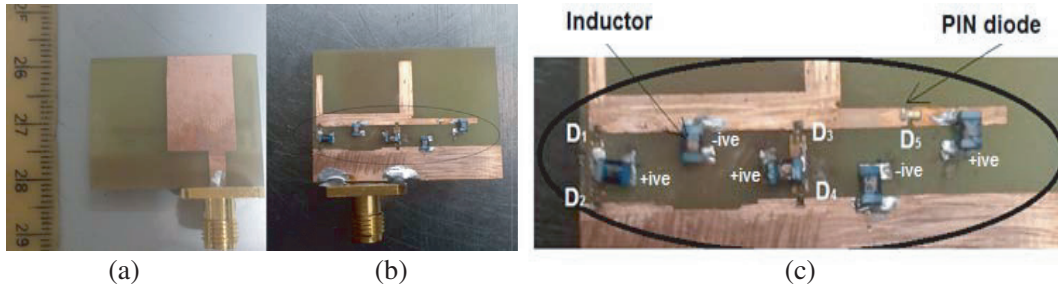 Inductor
PIN diode
26
27
28
29
D1
D3
D5
-ive
+ive
+ive
-ive
+ive
D2
D4
(a)
(b)
(c)